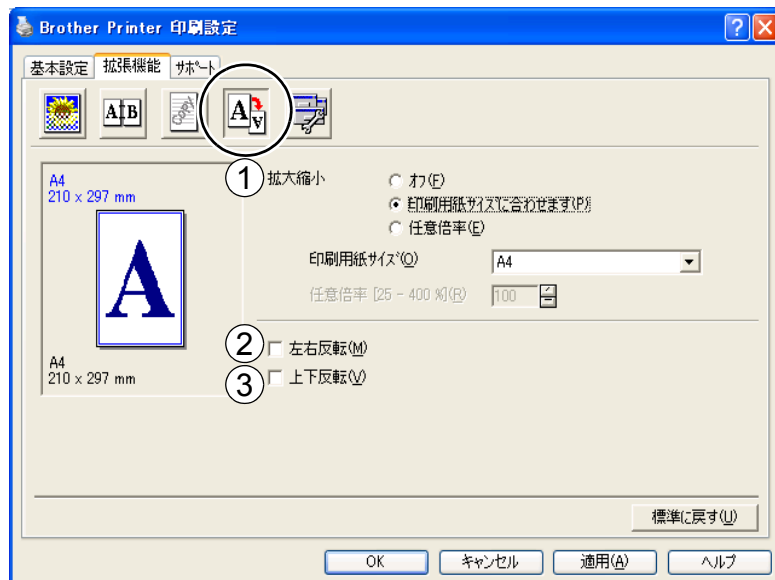 Brother Printer 印刷設定
基本設定 拡張機能 サポート
A B Copy A A
① 拡大縮小 オフ(F)
A4
210 x 297 mm
印刷用紙サイズに合わせます(P)
任意倍率(E)
印刷用紙サイズ(O) A4
任意倍率 [25 - 400 %](R) 100
A
② 左右反転(M)
A4
210 x 297 mm
③ 上下反転(V)
標準に戻す(U)
OK キャンセル 適用(A) ヘルプ